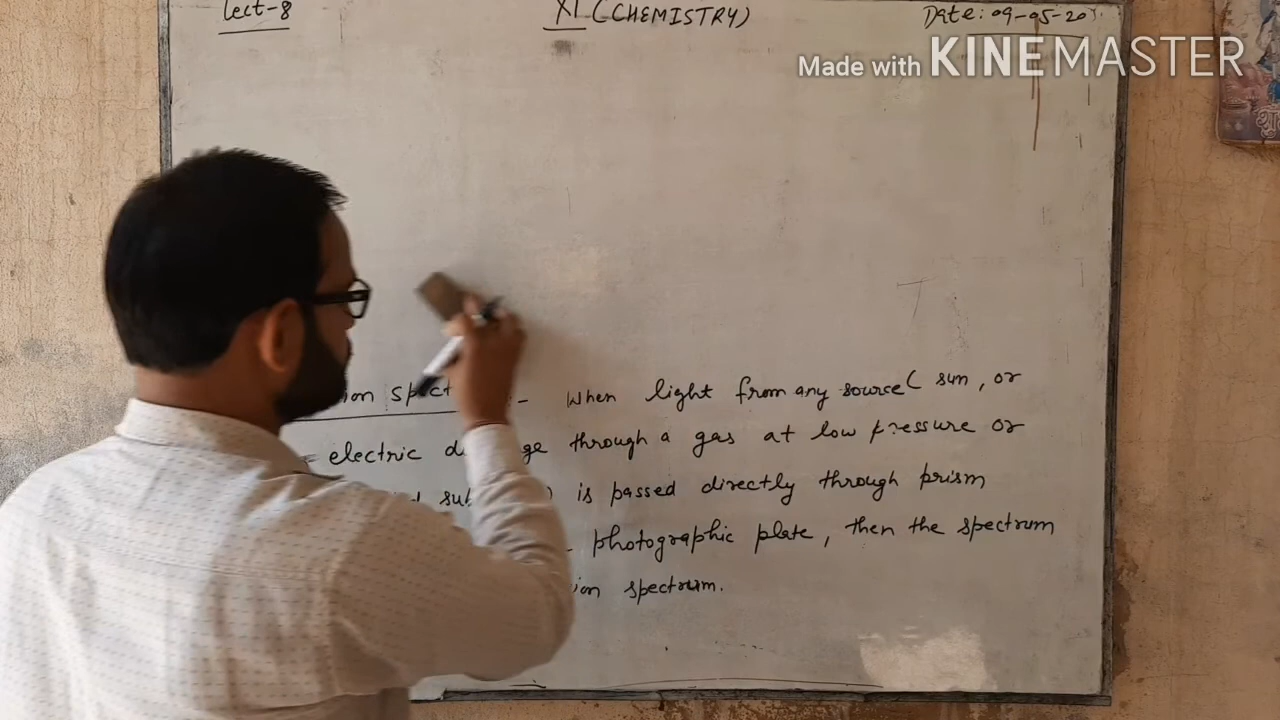 Lect-8
XI (CHEMISTRY)
Date: 09-05-20
Made with KINEMASTER
ion spect - When light from any source ( sun, or
electric d ge through a gas at low pressure or
sub ) is passed directly through prism
photographic plate, then the spectrum
ion spectrum.